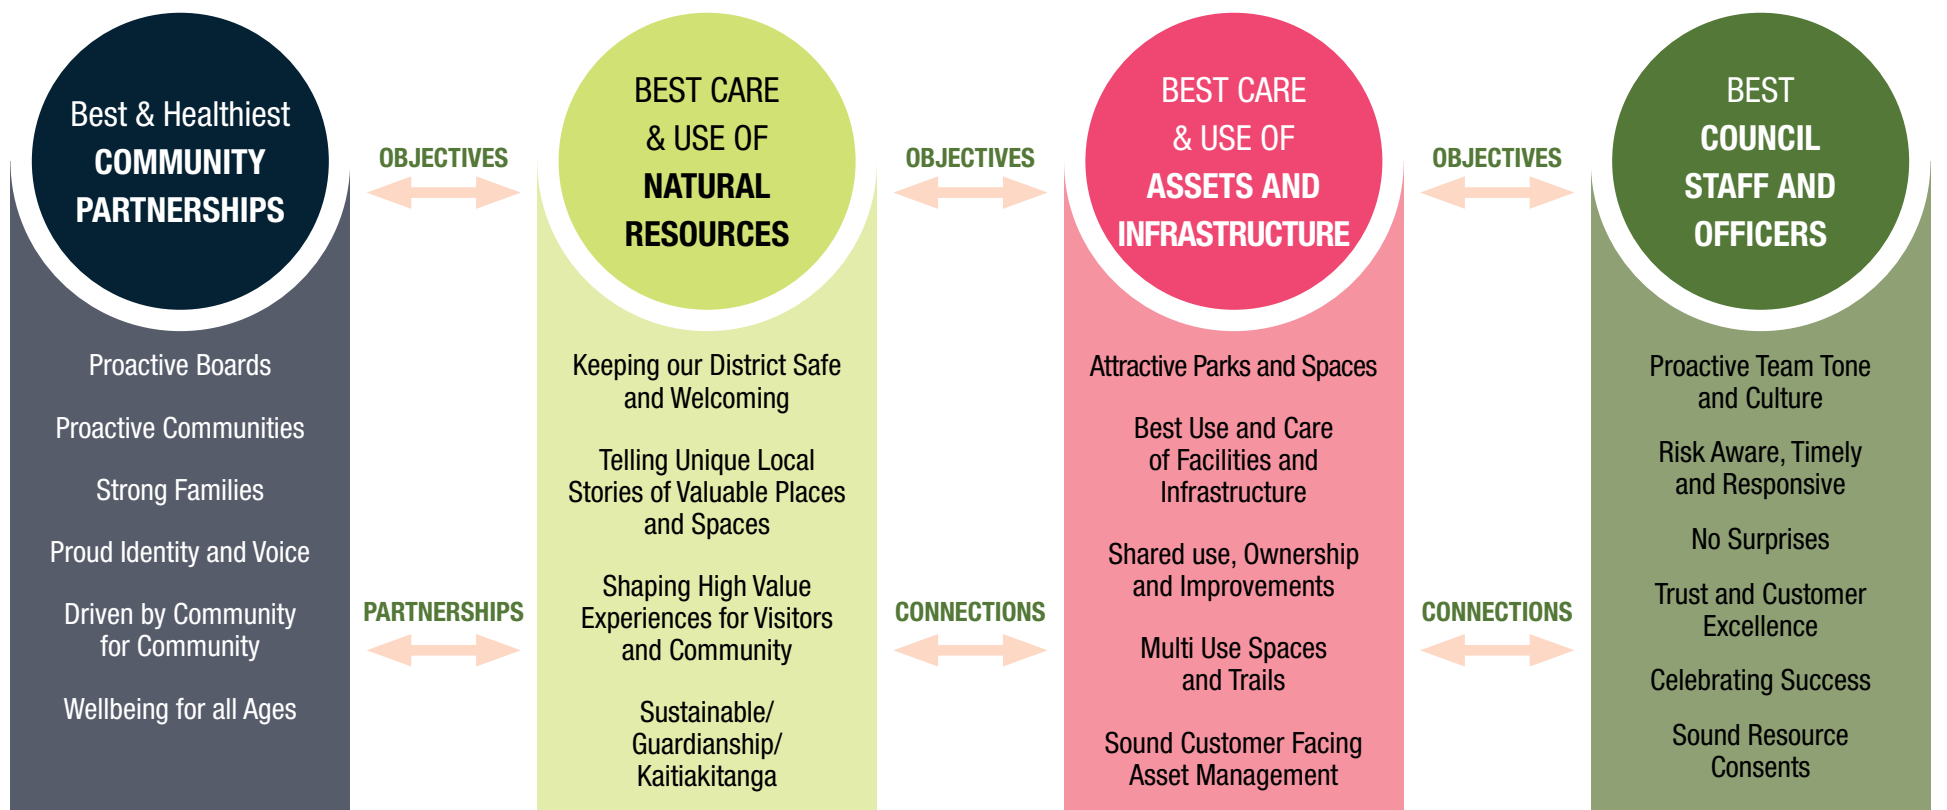 Best & Healthiest
COMMUNITY
PARTNERSHIPS
Proactive Boards
Proactive Communities
Strong Families
Proud Identity and Voice
Driven by Community
for Community
Wellbeing for all Ages
OBJECTIVES
PARTNERSHIPS
BEST CARE
& USE OF
NATURAL
RESOURCES
Keeping our District Safe
and Welcoming
Telling Unique Local
Stories of Valuable Places
and Spaces
Shaping High Value
Experiences for Visitors
and Community
Sustainable/
Guardianship/
Kaitiakitanga
OBJECTIVES
CONNECTIONS
BEST CARE
& USE OF
ASSETS AND
INFRASTRUCTURE
Attractive Parks and Spaces
Best Use and Care
of Facilities and
Infrastructure
Shared use, Ownership
and Improvements
Multi Use Spaces
and Trails
Sound Customer Facing
Asset Management
OBJECTIVES
CONNECTIONS
BEST
COUNCIL
STAFF AND
OFFICERS
Proactive Team Tone
and Culture
Risk Aware, Timely
and Responsive
No Surprises
Trust and Customer
Excellence
Celebrating Success
Sound Resource
Consents